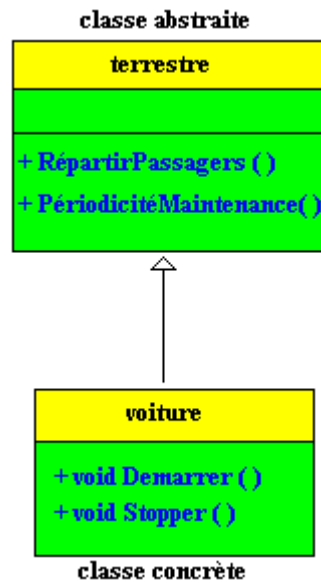 classe abstraite
terrestre
+ RépartirPassagers ( )
+ PériodicitéMaintenance( )
voiture
+ void Demarrer ( )
+ void Stopper ( )
classe concrète